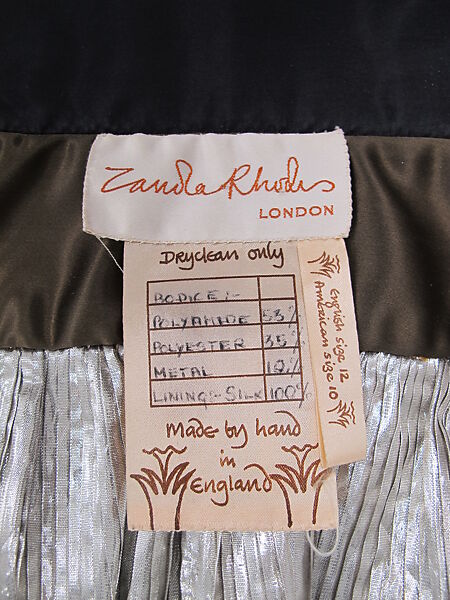 Zandra Rhodes
LONDON
Dryclean only
BODICE:-
POLYAMIDE 53%
POLYESTER 35%
METAL 12%
LINING:- SILK 100%
Made by hand
in
England
English size 12
American size 10